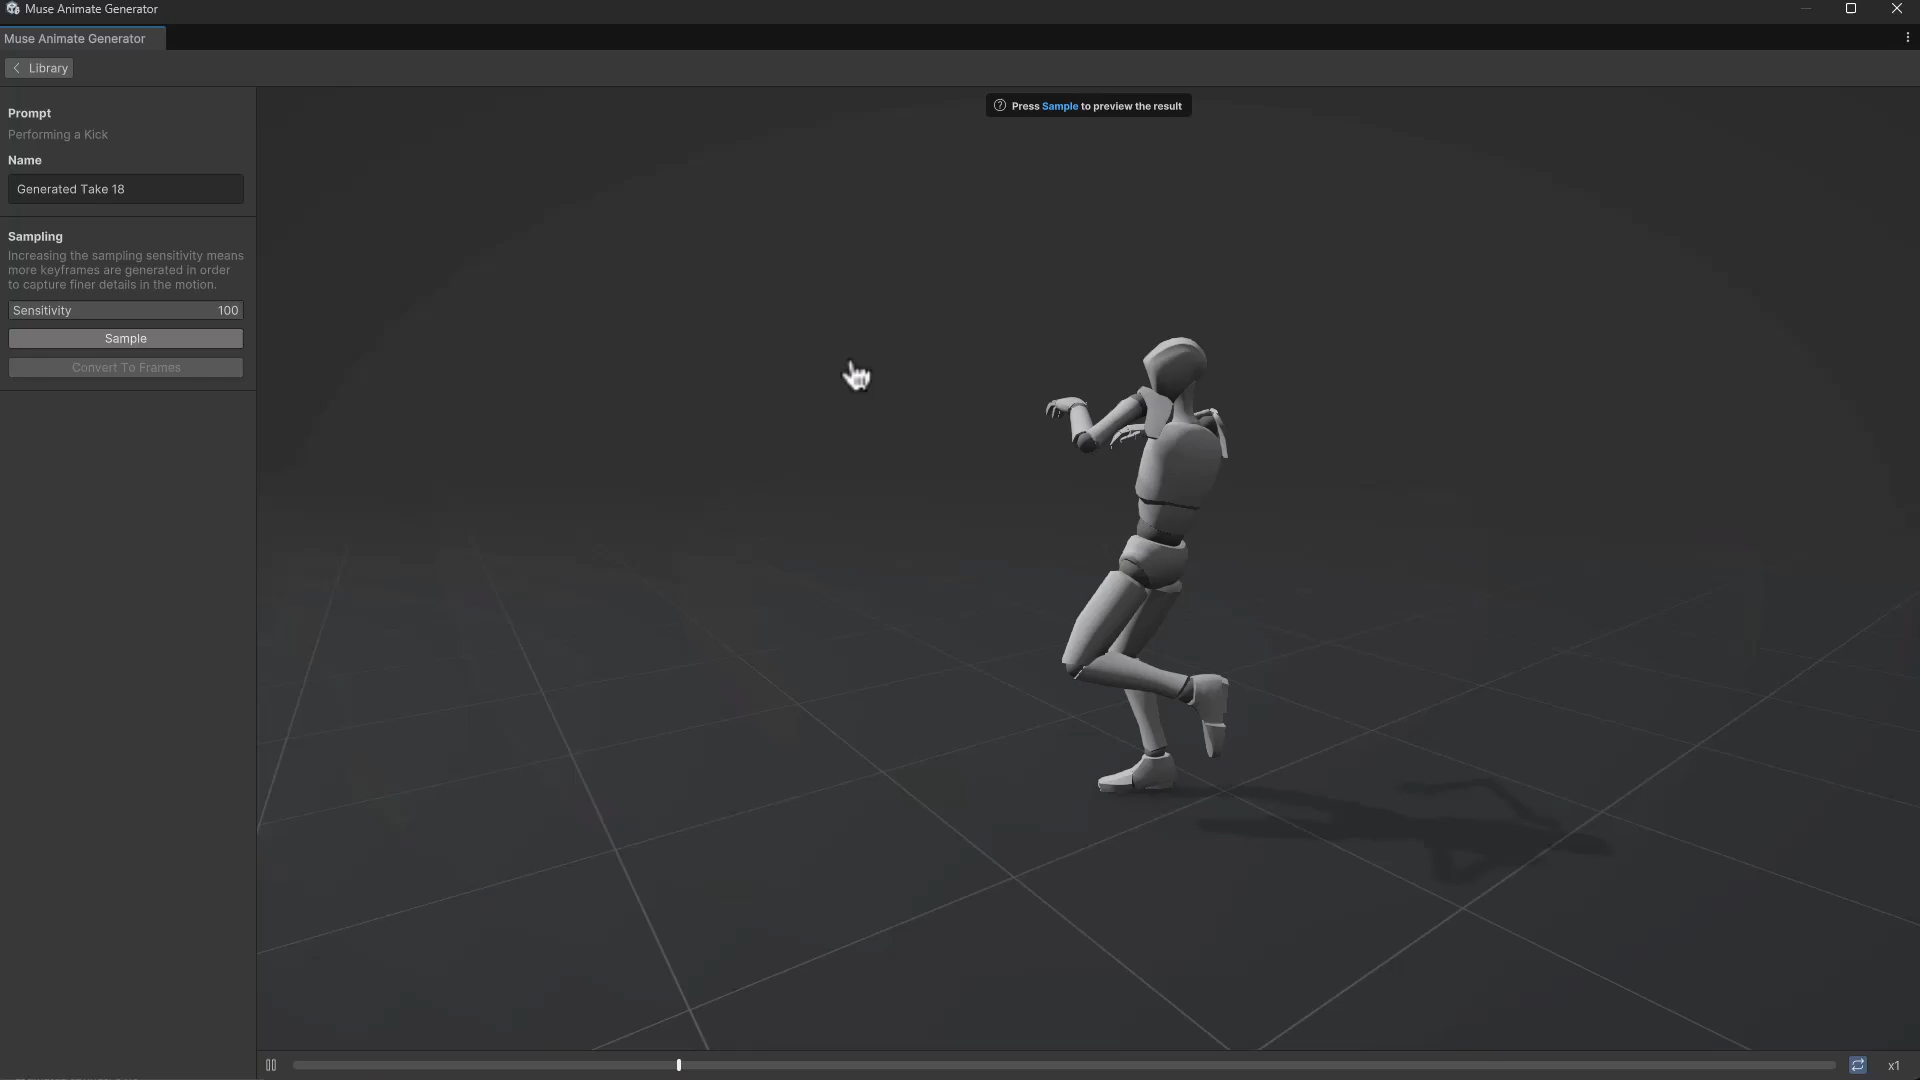 Muse Animate Generator
Muse Animate Generator
Library
Prompt
Performing a Kick
Name
Generated Take 18
Sampling
Increasing the sampling sensitivity means
more keyframes are generated in order
to capture finer details in the motion.
Sensitivity 100
Sample
Convert To Frames
Press Sample to preview the result
x1